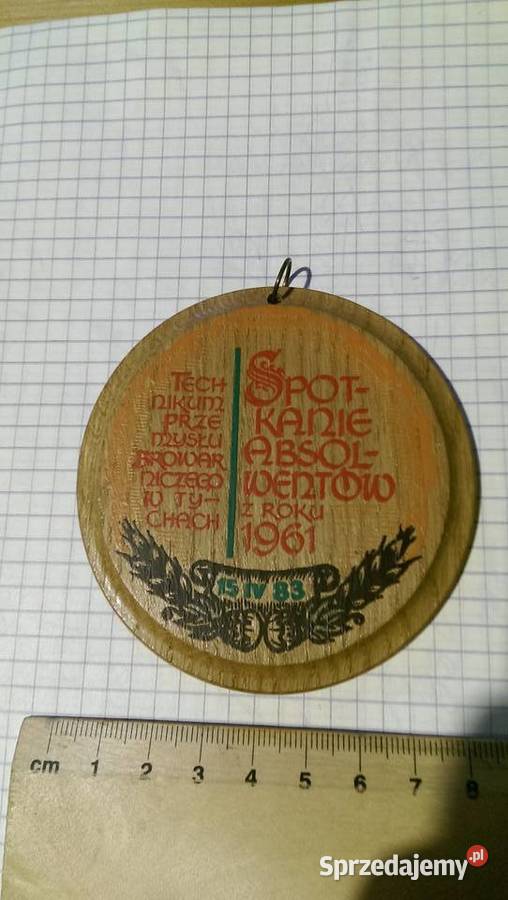 TECH
NIKUM
PRZE
MYSŁU
BROWAR
NICZEGO
W TY-
CHACH
SPOT-
KANIE
ABSOL-
WENTÓW
Z ROKU
1961
15 IV 83
cm 1 2 3 4 5 6 7 8
Sprzedajemy.pl